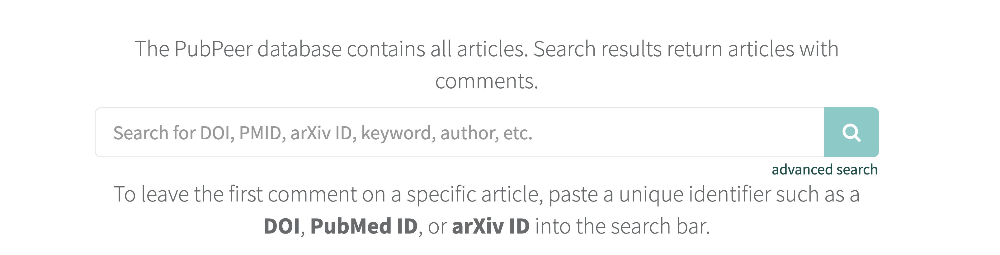 The PubPeer database contains all articles. Search results return articles with
comments.
Search for DOI, PMID, arXiv ID, keyword, author, etc.
advanced search
To leave the first comment on a specific article, paste a unique identifier such as a
DOI, PubMed ID, or arXiv ID into the search bar.